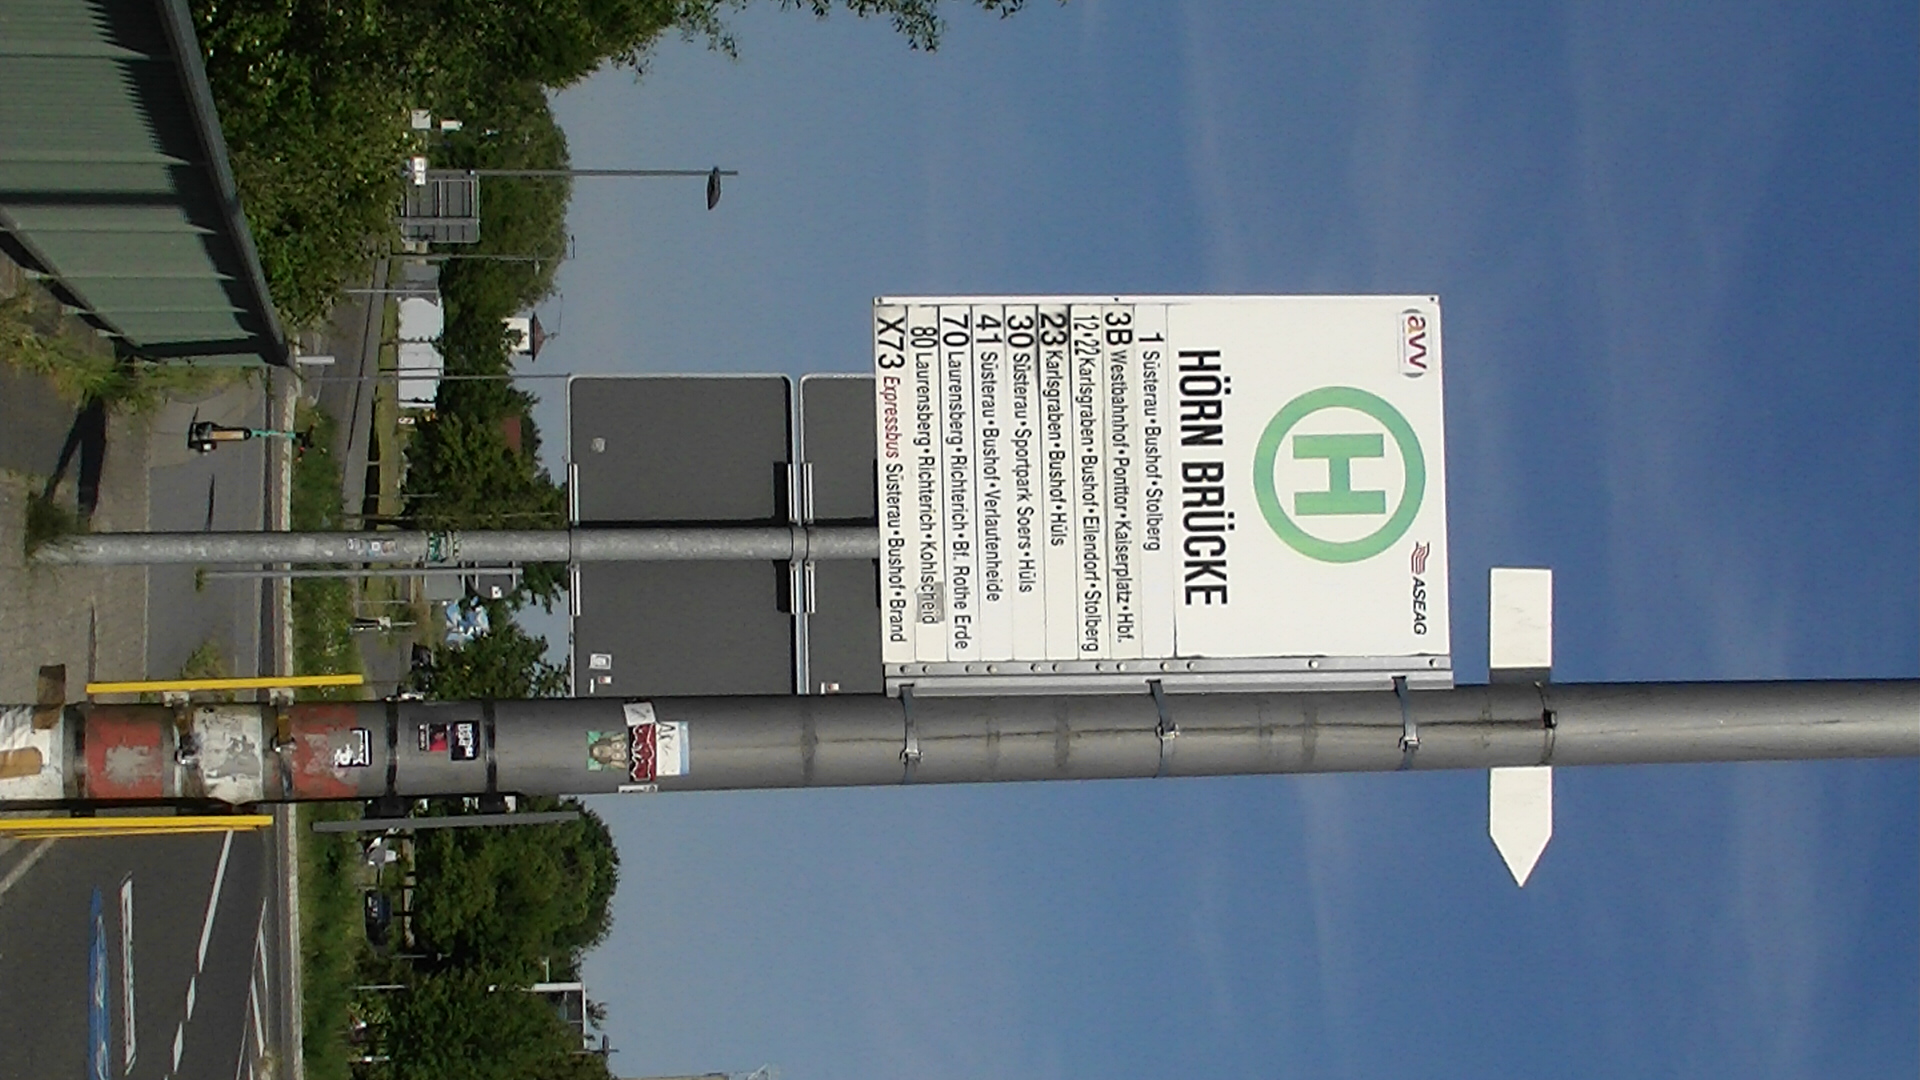 avv
ASEAG
H
HÖRN BRÜCKE
1 Süsterau・Bushof・Stolberg
3B Westbahnhof・Ponttor・Kaiserplatz・Hbf.
12・22 Karlsgraben・Bushof・Eilendorf・Stolberg
23 Karlsgraben・Bushof・Hüls
30 Süsterau・Sportpark Soers・Hüls
41 Süsterau・Bushof・Verlautenheide
70 Laurensberg・Richterich・Bf. Rothe Erde
80 Laurensberg・Richterich・Kohlscheid
X73 Expressbus Süsterau・Bushof・Brand